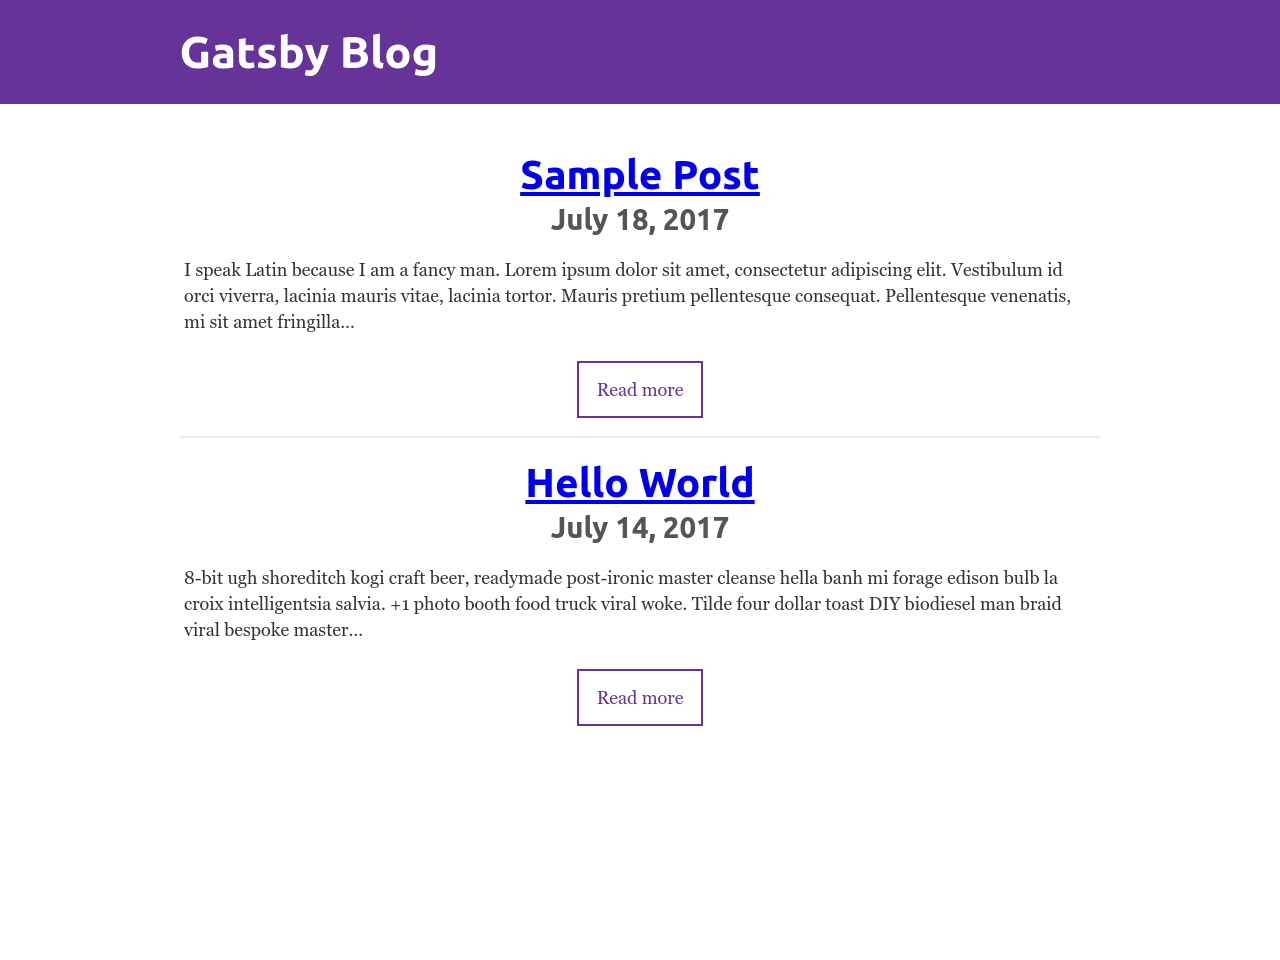 Gatsby Blog
Sample Post
July 18, 2017
I speak Latin because I am a fancy man. Lorem ipsum dolor sit amet, consectetur adipiscing elit. Vestibulum id
orci viverra, lacinia mauris vitae, lacinia tortor. Mauris pretium pellentesque consequat. Pellentesque venenatis,
mi sit amet fringilla…
Read more
Hello World
July 14, 2017
8-bit ugh shoreditch kogi craft beer, readymade post-ironic master cleanse hella banh mi forage edison bulb la
croix intelligentsia salvia. +1 photo booth food truck viral woke. Tilde four dollar toast DIY biodiesel man braid
viral bespoke master…
Read more